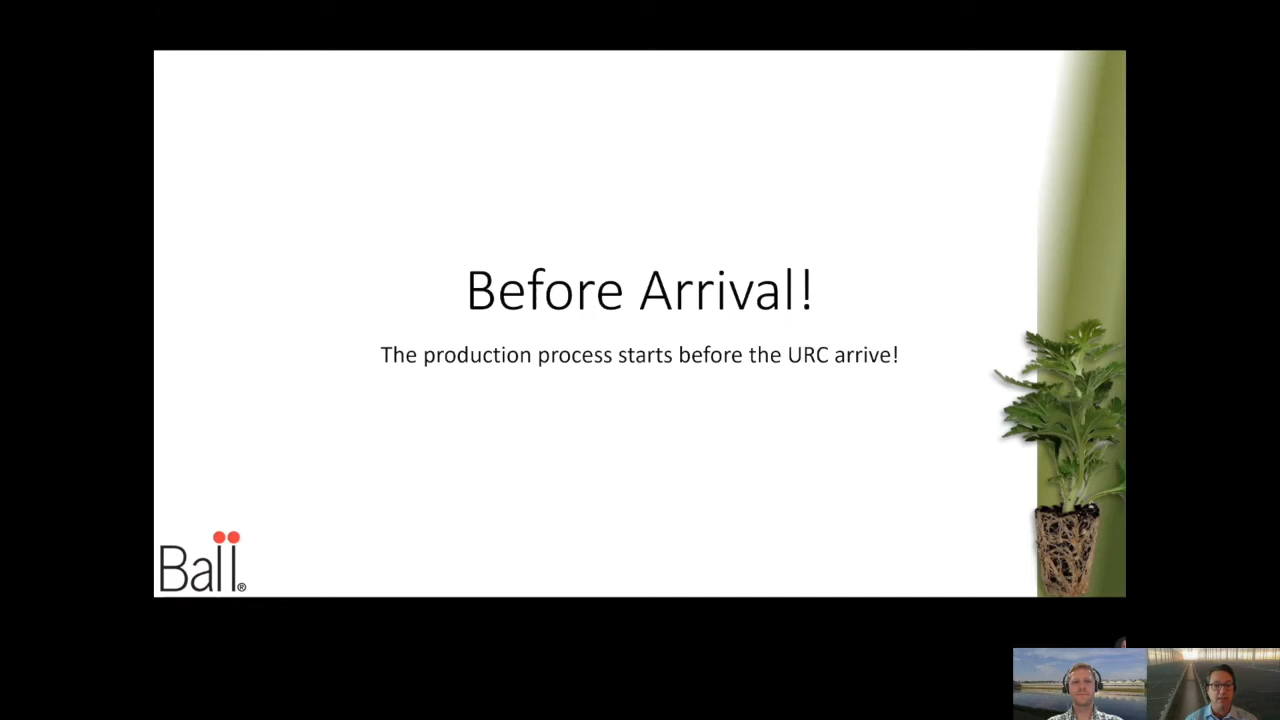 Before Arrival!
The production process starts before the URC arrive!
Ball®